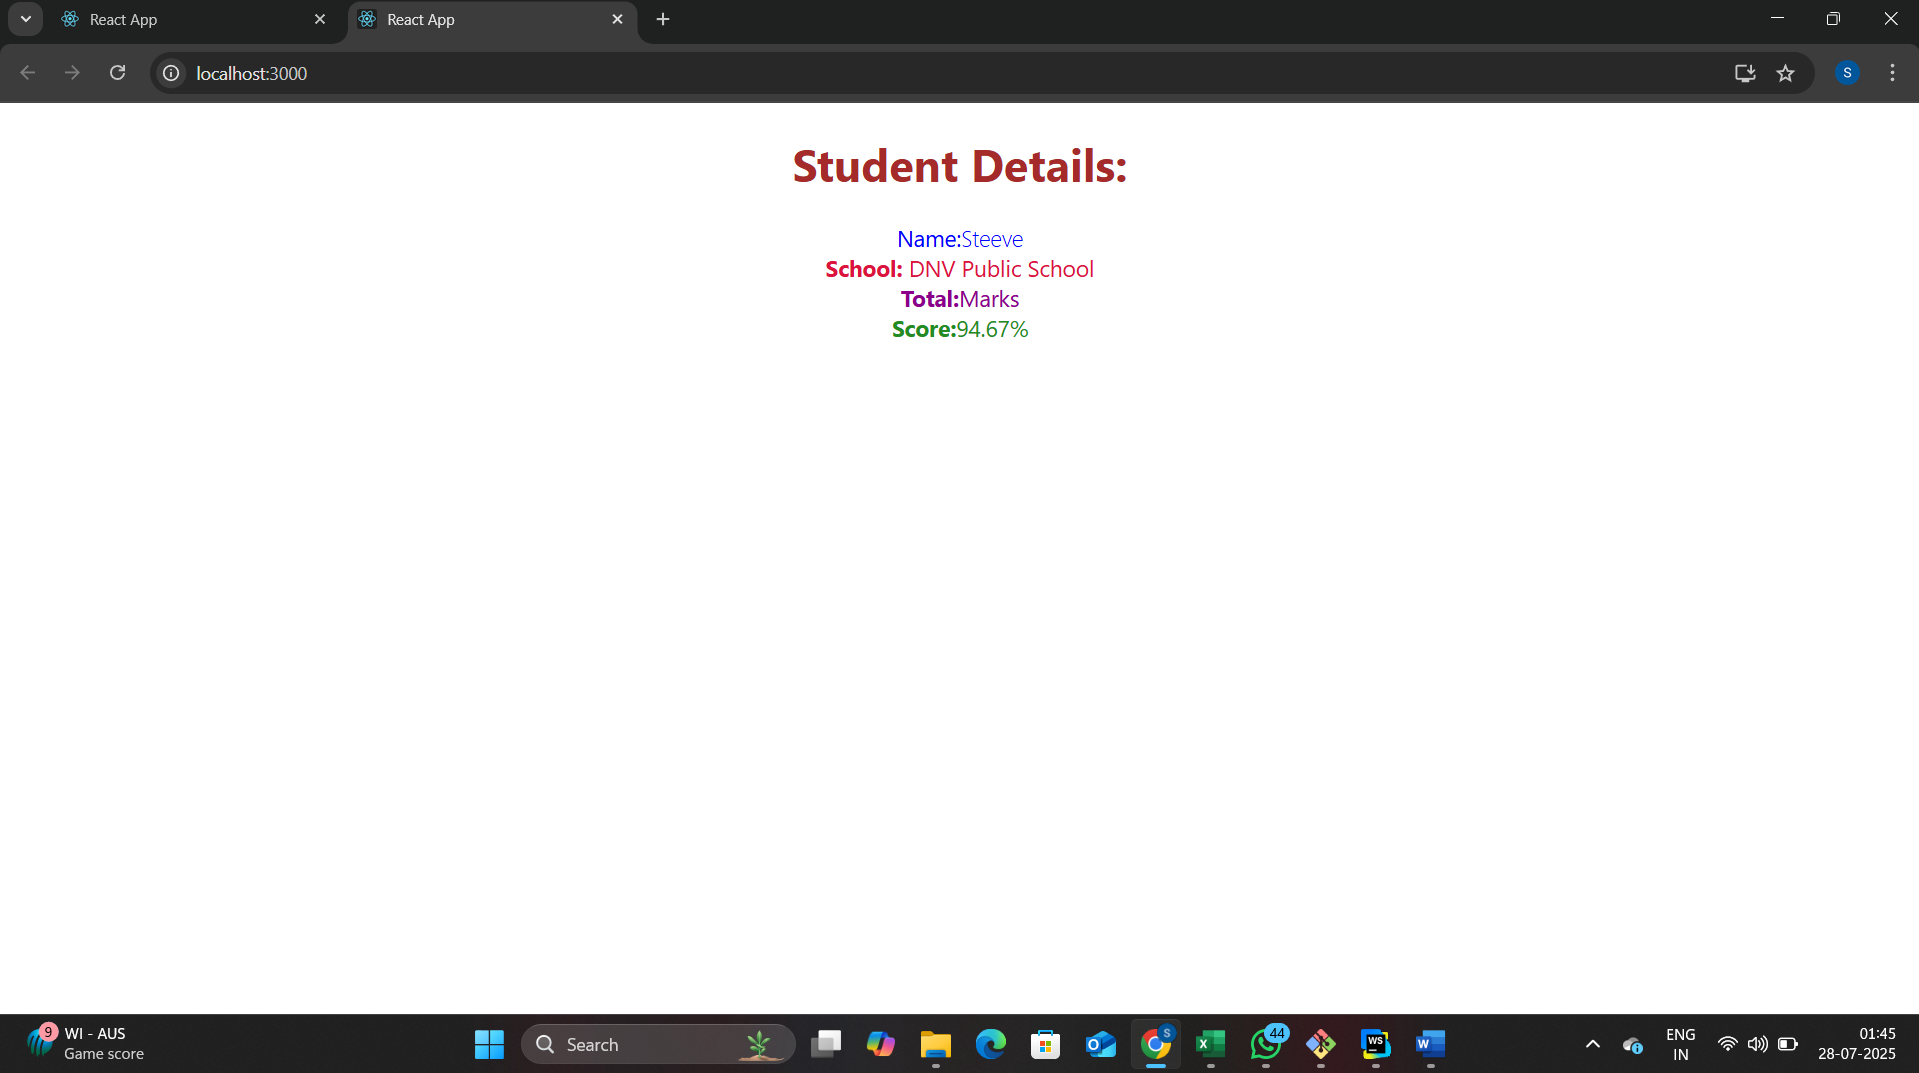 React App
React App
localhost:3000
S
Student Details:
Name:Steeve
School: DNV Public School
Total:Marks
Score:94.67%
9
WI - AUS
Game score
Search
S
44
WS
ENG
IN
01:45
28-07-2025